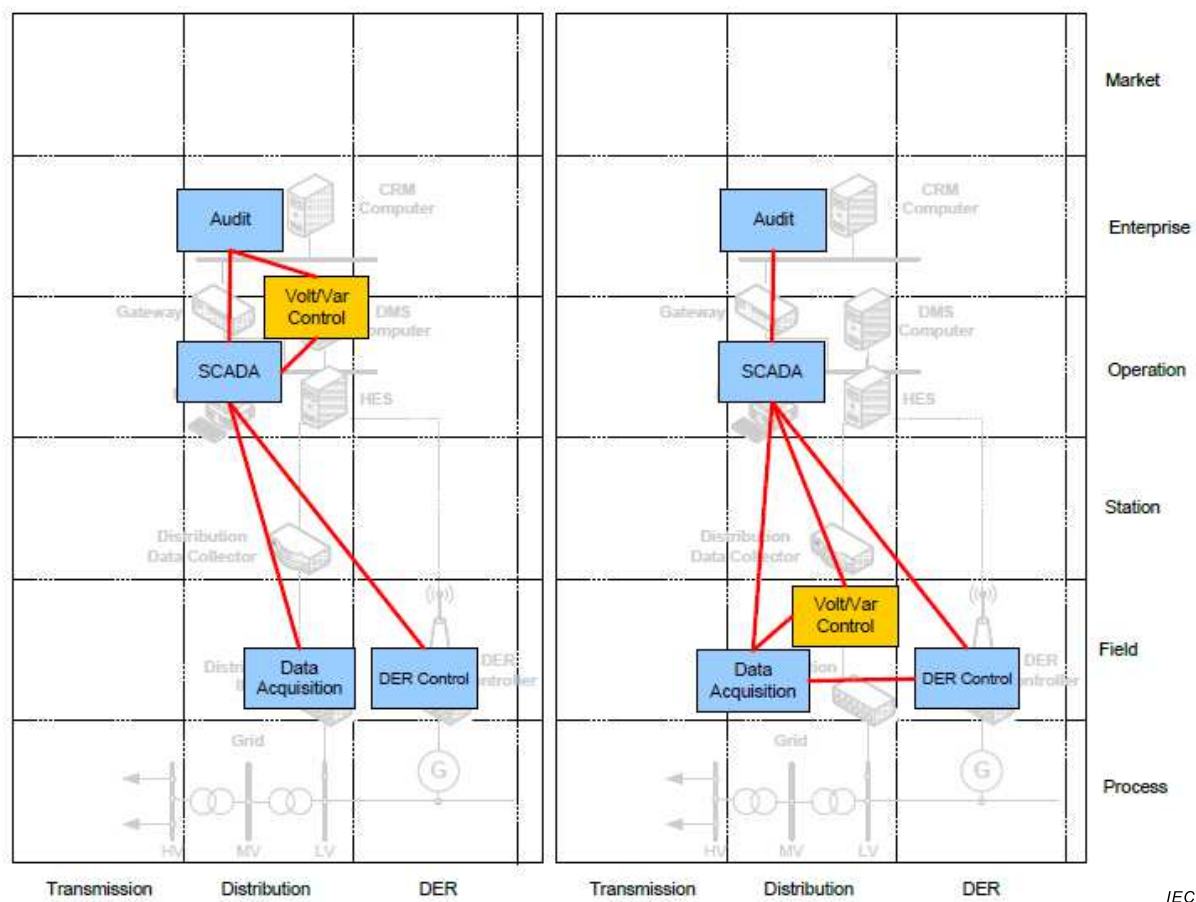 Market
CRM
Computer
CRM
Computer
Audit
Audit
Enterprise
Volt/Var
Control
Gateway
DMS
omputer
Gateway
DMS
Computer
SCADA
SCADA
Operation
HES
HES
Station
Distribution
Data Collector
Distribution
Data Collector
Volt/Var
Control
Field
Data
Acquisition
DER Control
DER
ntroller
Data
Acquisition
DER Control
DER
ntroller
Grid
Grid
G
G
Process
HV
MV
LV
HV
MV
LV
Transmission
Distribution
DER
Transmission
Distribution
DER
IEC